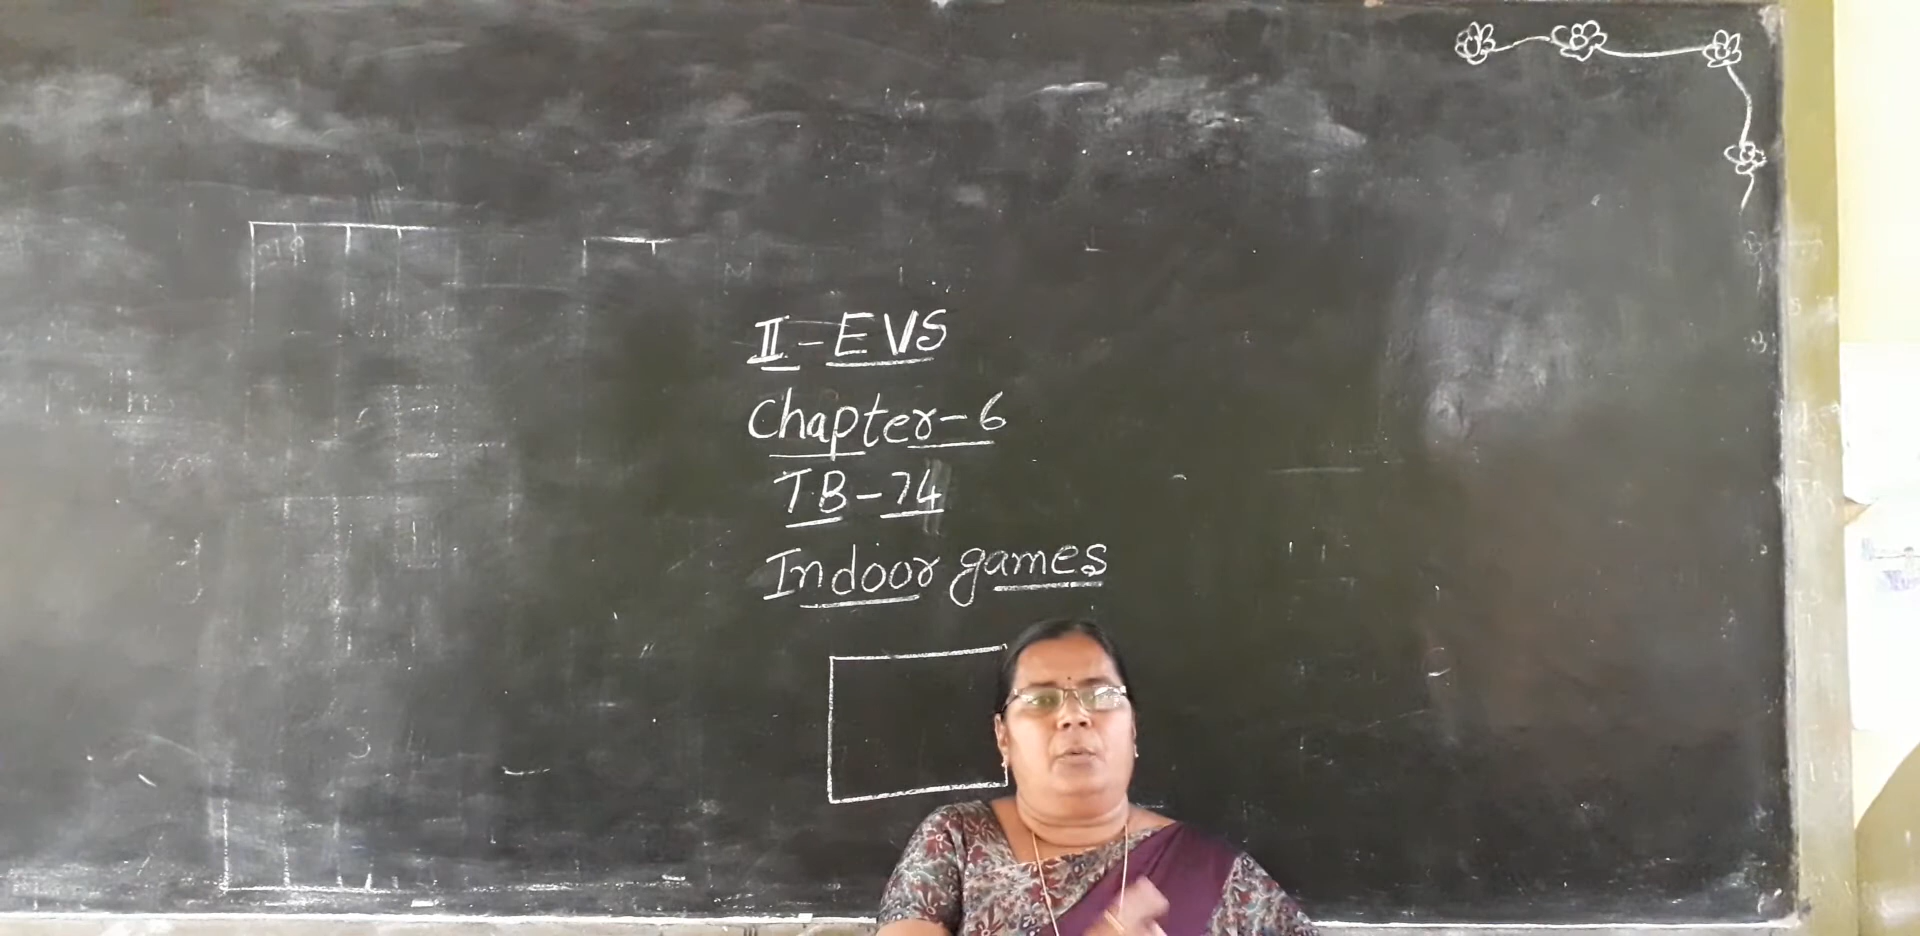 II - EVS
Chapter - 6
TB - 74
Indoor games